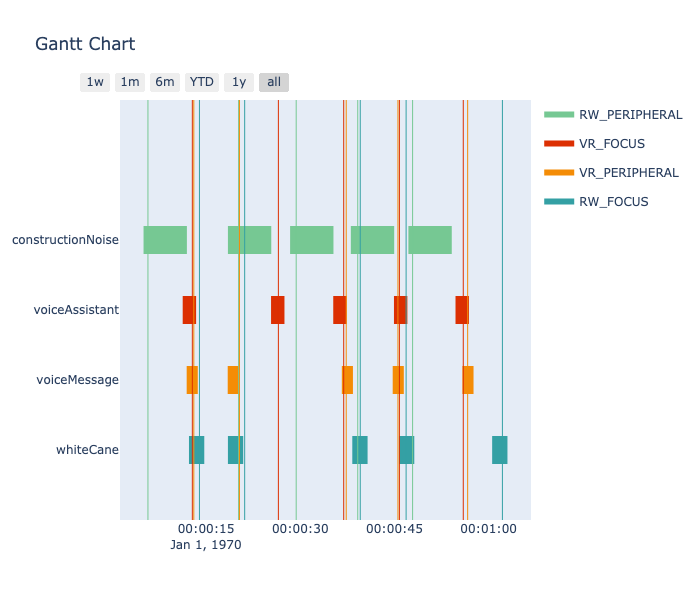 Gantt Chart
1w 1m 6m YTD 1y all
RW_PERIPHERAL
VR_FOCUS
VR_PERIPHERAL
RW_FOCUS
constructionNoise
voiceAssistant
voiceMessage
whiteCane
00:00:15 00:00:30 00:00:45 00:01:00
Jan 1, 1970